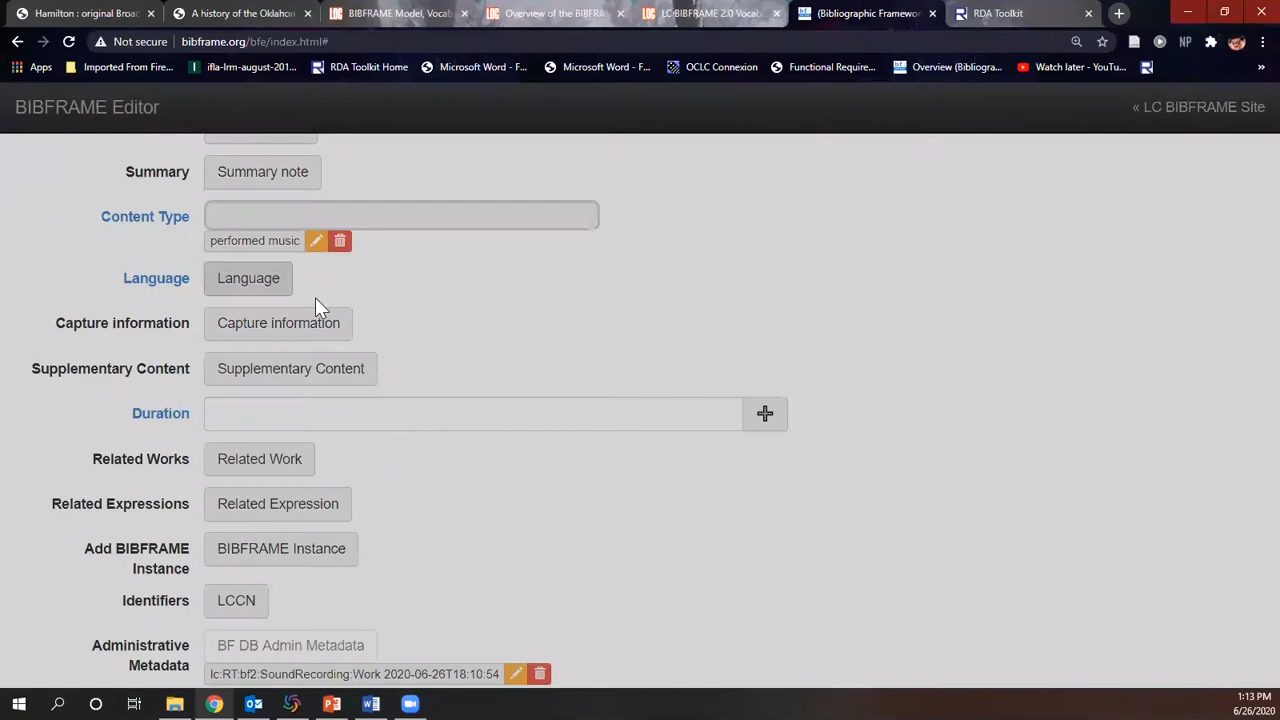 Hamilton : original Broad
A history of the Oklahom
BIBFRAME Model, Vocab
Overview of the BIBFRA
LC:BIBFRAME 2.0 Vocab
(Bibliographic Framewor
RDA Toolkit
Not secure | bibframe.org/bfe/index.html#
Apps
Imported From Fire...
ifla-lrm-august-201...
RDA Toolkit Home
Microsoft Word - F...
Microsoft Word - F...
OCLC Connexion
Functional Require...
Overview (Bibliogra...
Watch later - YouTu...
»
BIBFRAME Editor
« LC BIBFRAME Site
Summary Summary note
Content Type
performed music
Language Language
Capture information Capture information
Supplementary Content Supplementary Content
Duration
Related Works Related Work
Related Expressions Related Expression
Add BIBFRAME BIBFRAME Instance
Instance
Identifiers LCCN
Administrative BF DB Admin Metadata
Metadata
lc:RT:bf2:SoundRecording:Work 2020-06-26T18:10:54
1:13 PM
6/26/2020